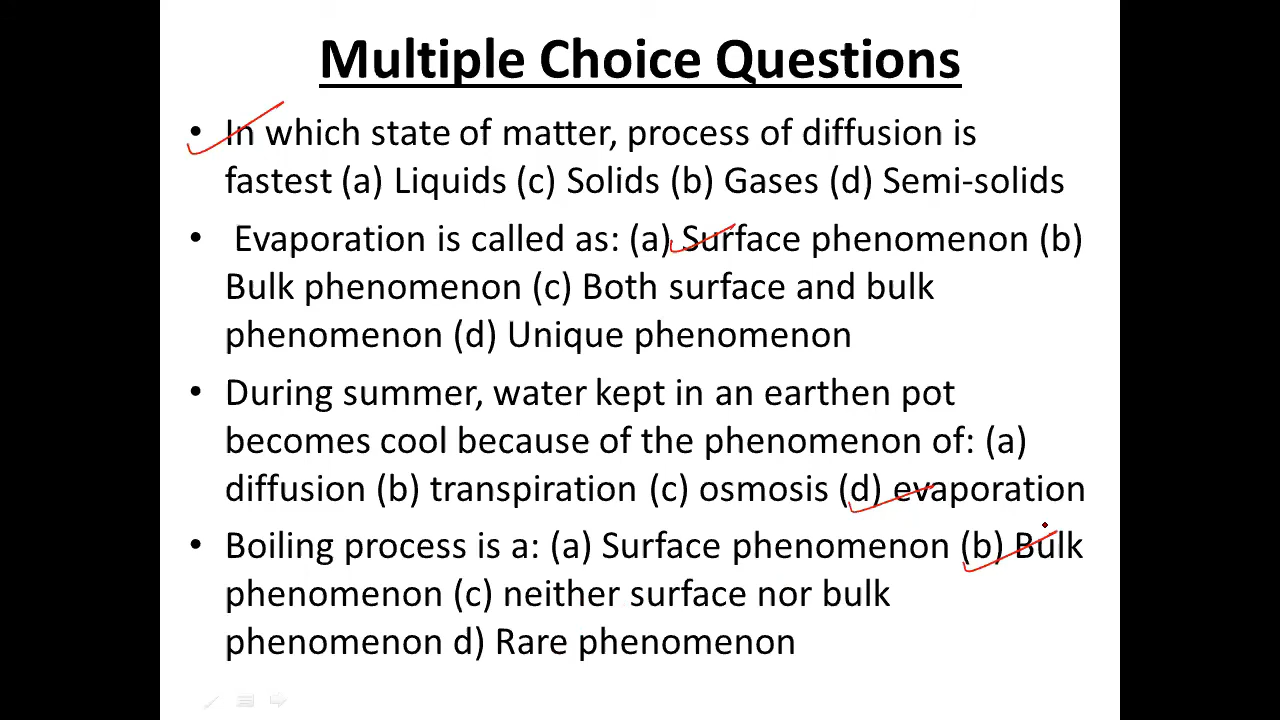 Multiple Choice Questions
• In which state of matter, process of diffusion is
fastest (a) Liquids (c) Solids (b) Gases (d) Semi-solids
• Evaporation is called as: (a) Surface phenomenon (b)
Bulk phenomenon (c) Both surface and bulk
phenomenon (d) Unique phenomenon
• During summer, water kept in an earthen pot
becomes cool because of the phenomenon of: (a)
diffusion (b) transpiration (c) osmosis (d) evaporation
• Boiling process is a: (a) Surface phenomenon (b) Bulk
phenomenon (c) neither surface nor bulk
phenomenon d) Rare phenomenon